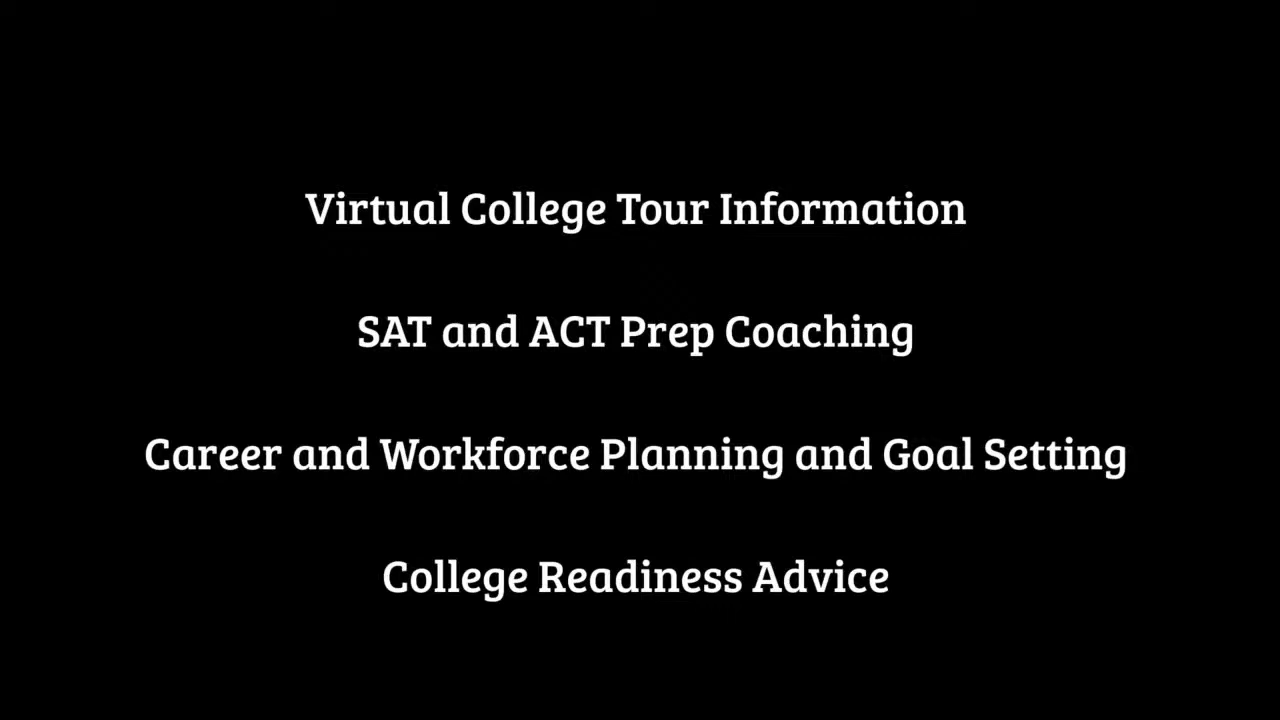 Virtual College Tour Information
SAT and ACT Prep Coaching
Career and Workforce Planning and Goal Setting
College Readiness Advice